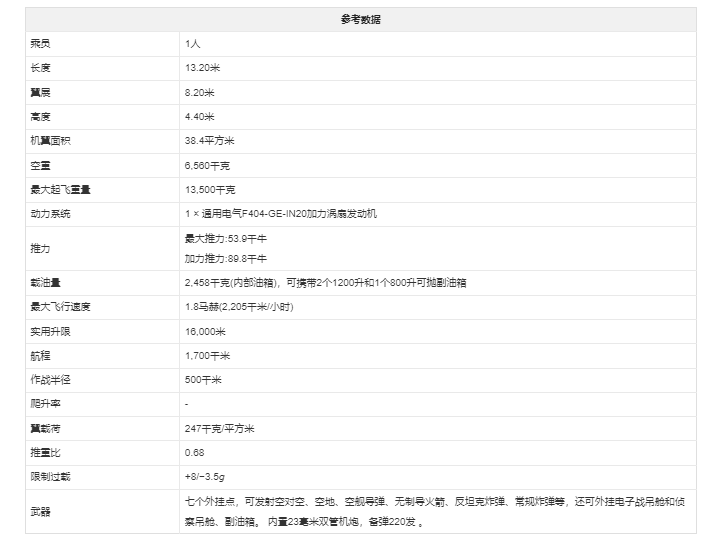 参考数据
乘员 1人
长度 13.20米
翼展 8.20米
高度 4.40米
机翼面积 38.4平方米
空重 6,560千克
最大起飞重量 13,500千克
动力系统 1 × 通用电气F404-GE-IN20加力涡扇发动机
推力 最大推力:53.9千牛
加力推力:89.8千牛
载油量 2,458千克(内部油箱)，可携带2个1200升和1个800升可抛副油箱
最大飞行速度 1.8马赫(2,205千米/小时)
实用升限 16,000米
航程 1,700千米
作战半径 500千米
爬升率 -
翼载荷 247千克/平方米
推重比 0.68
限制过载 +8/−3.5g
武器 七个外挂点，可发射空对空、空地、空舰导弹、无制导火箭、反坦克炸弹、常规炸弹等，还可外挂电子战吊舱和侦
察吊舱、副油箱。 内置23毫米双管机炮，备弹220发 。